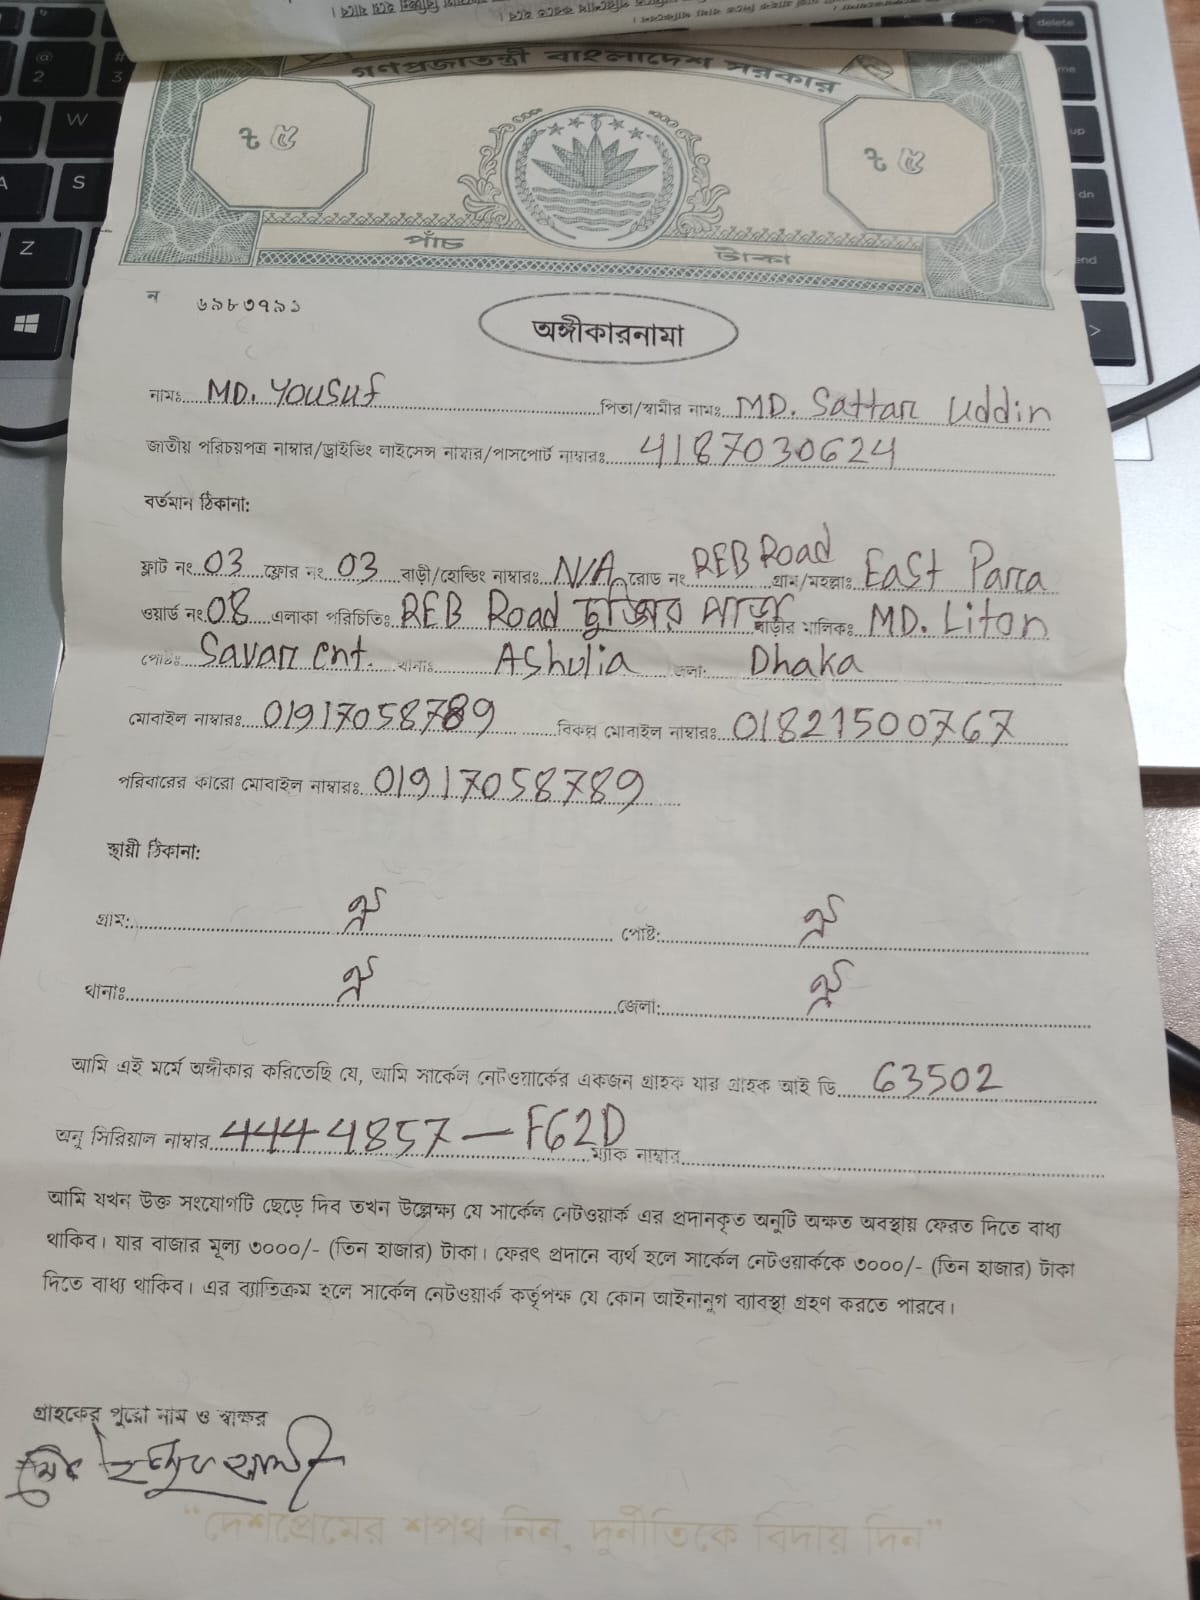 গণপ্রজাতন্ত্রী বাংলাদেশ সরকার
৳ ৫ ৳ ৫
পাঁচ টাকা
ন ৬৯৮৩৭৯১
অঙ্গীকারনামা
নামঃ MD. Yousuf পিতা/স্বামীর নামঃ MD. Sattar Uddin
জাতীয় পরিচয়পত্র নাম্বার/ড্রাইভিং লাইসেন্স নাম্বার/পাসপোর্ট নাম্বারঃ 4187030624
বর্তমান ঠিকানা:
ফ্লাট নং 03 ফ্লোর নং 03 বাড়ী/হোল্ডিং নাম্বারঃ N/A রোড নং REB Road গ্রাম/মহল্লাঃ East Para
ওয়ার্ড নং 08 এলাকা পরিচিতিঃ REB Road পাড়া বাড়ীর মালিকঃ MD. Liton
পোষ্টঃ Savar Cnt. থানাঃ Ashulia জেলা: Dhaka
মোবাইল নাম্বারঃ 01917058789 বিকল্প মোবাইল নাম্বারঃ 01821500767
পরিবারের কারো মোবাইল নাম্বারঃ 01917058789
স্থায়ী ঠিকানা:
গ্রাম: ঐ পোষ্ট: ঐ
থানাঃ ঐ জেলা: ঐ
আমি এই মর্মে অঙ্গীকার করিতেছি যে, আমি সার্কেল নেটওয়ার্কের একজন গ্রাহক যার গ্রাহক আই ডি 63502
অনু সিরিয়াল নাম্বার 4444857 — F62D ম্যাক নাম্বার
আমি যখন উক্ত সংযোগটি ছেড়ে দিব তখন উল্লেক্ষ্য যে সার্কেল নেটওয়ার্ক এর প্রদানকৃত অনুটি অক্ষত অবস্থায় ফেরত দিতে বাধ্য
থাকিব। যার বাজার মূল্য ৩০০০/- (তিন হাজার) টাকা। ফেরৎ প্রদানে ব্যর্থ হলে সার্কেল নেটওয়ার্ককে ৩০০০/- (তিন হাজার) টাকা
দিতে বাধ্য থাকিব। এর ব্যাতিক্রম হলে সার্কেল নেটওয়ার্ক কর্তৃপক্ষ যে কোন আইনানুগ ব্যাবস্থা গ্রহণ করতে পারবে।
গ্রাহকের পুরো নাম ও স্বাক্ষর
"দেশপ্রেমের শপথ নিন, দুর্নীতিকে বিদায় দিন"